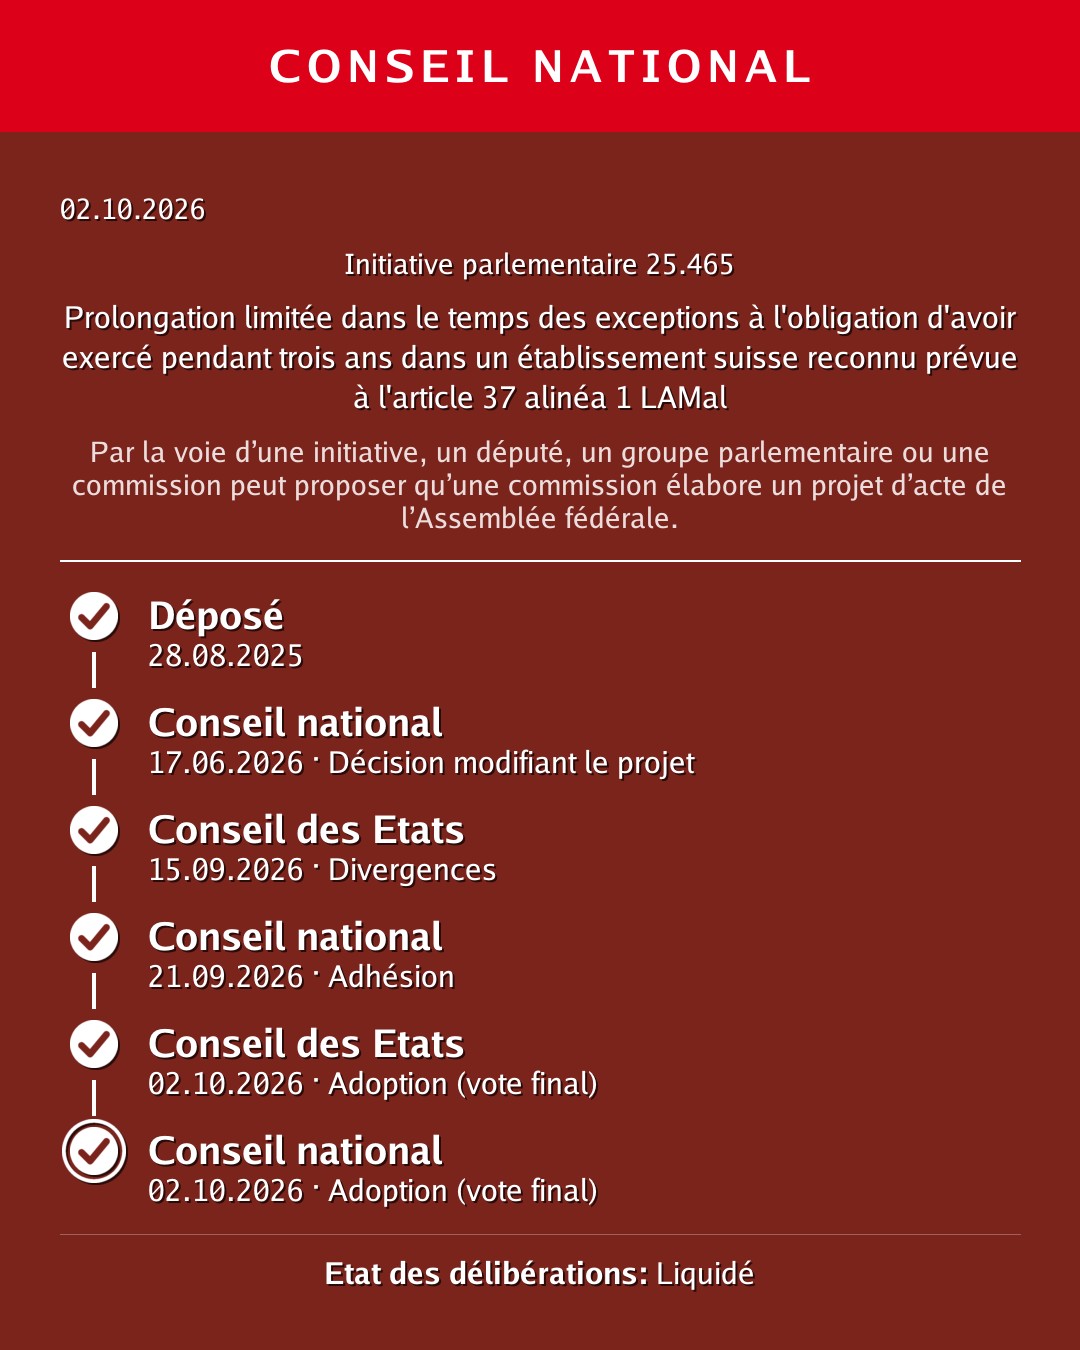 CONSEIL NATIONAL
02.10.2026
Initiative parlementaire 25.465
Prolongation limitée dans le temps des exceptions à l'obligation d'avoir
exercé pendant trois ans dans un établissement suisse reconnu prévue
à l'article 37 alinéa 1 LAMal
Par la voie d’une initiative, un député, un groupe parlementaire ou une
commission peut proposer qu’une commission élabore un projet d’acte de
l’Assemblée fédérale.
Déposé
28.08.2025
Conseil national
17.06.2026 · Décision modifiant le projet
Conseil des Etats
15.09.2026 · Divergences
Conseil national
21.09.2026 · Adhésion
Conseil des Etats
02.10.2026 · Adoption (vote final)
Conseil national
02.10.2026 · Adoption (vote final)
Etat des délibérations: Liquidé